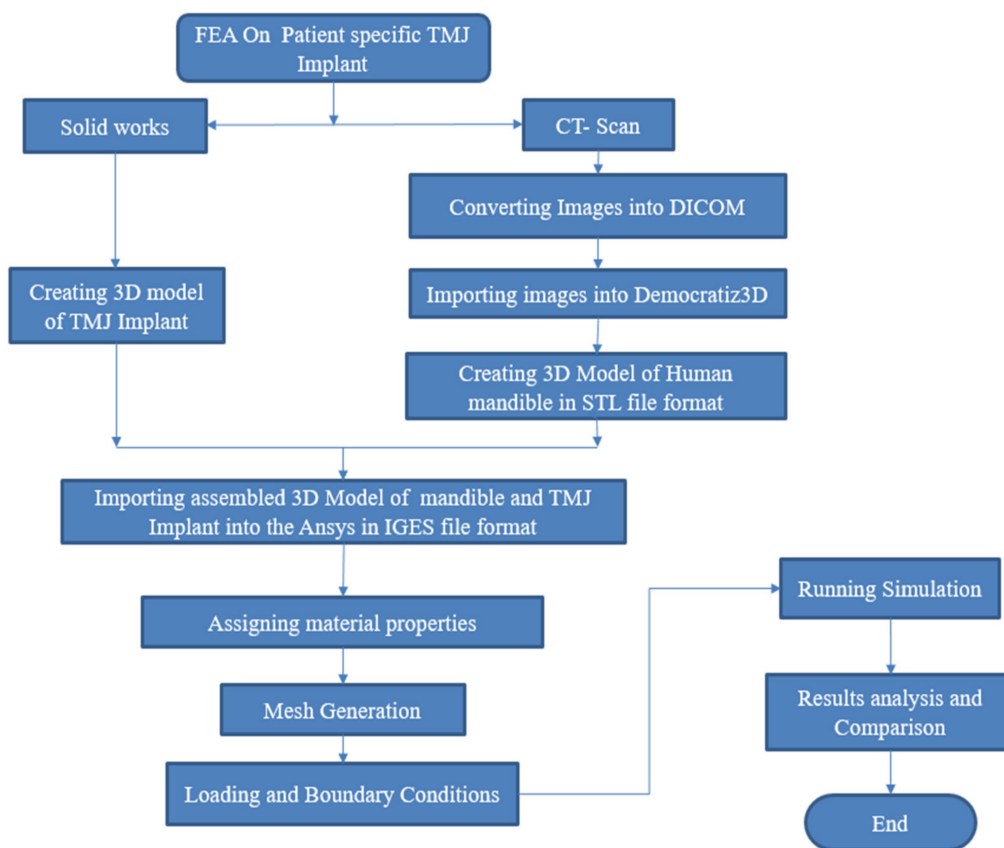 FEA On Patient specific TMJ
Implant
Solid works
CT- Scan
Converting Images into DICOM
Importing images into Democratiz3D
Creating 3D model
of TMJ Implant
Creating 3D Model of Human
mandible in STL file format
Importing assembled 3D Model of mandible and TMJ
Implant into the Ansys in IGES file format
Assigning material properties
Mesh Generation
Loading and Boundary Conditions
Running Simulation
Results analysis and
Comparison
End